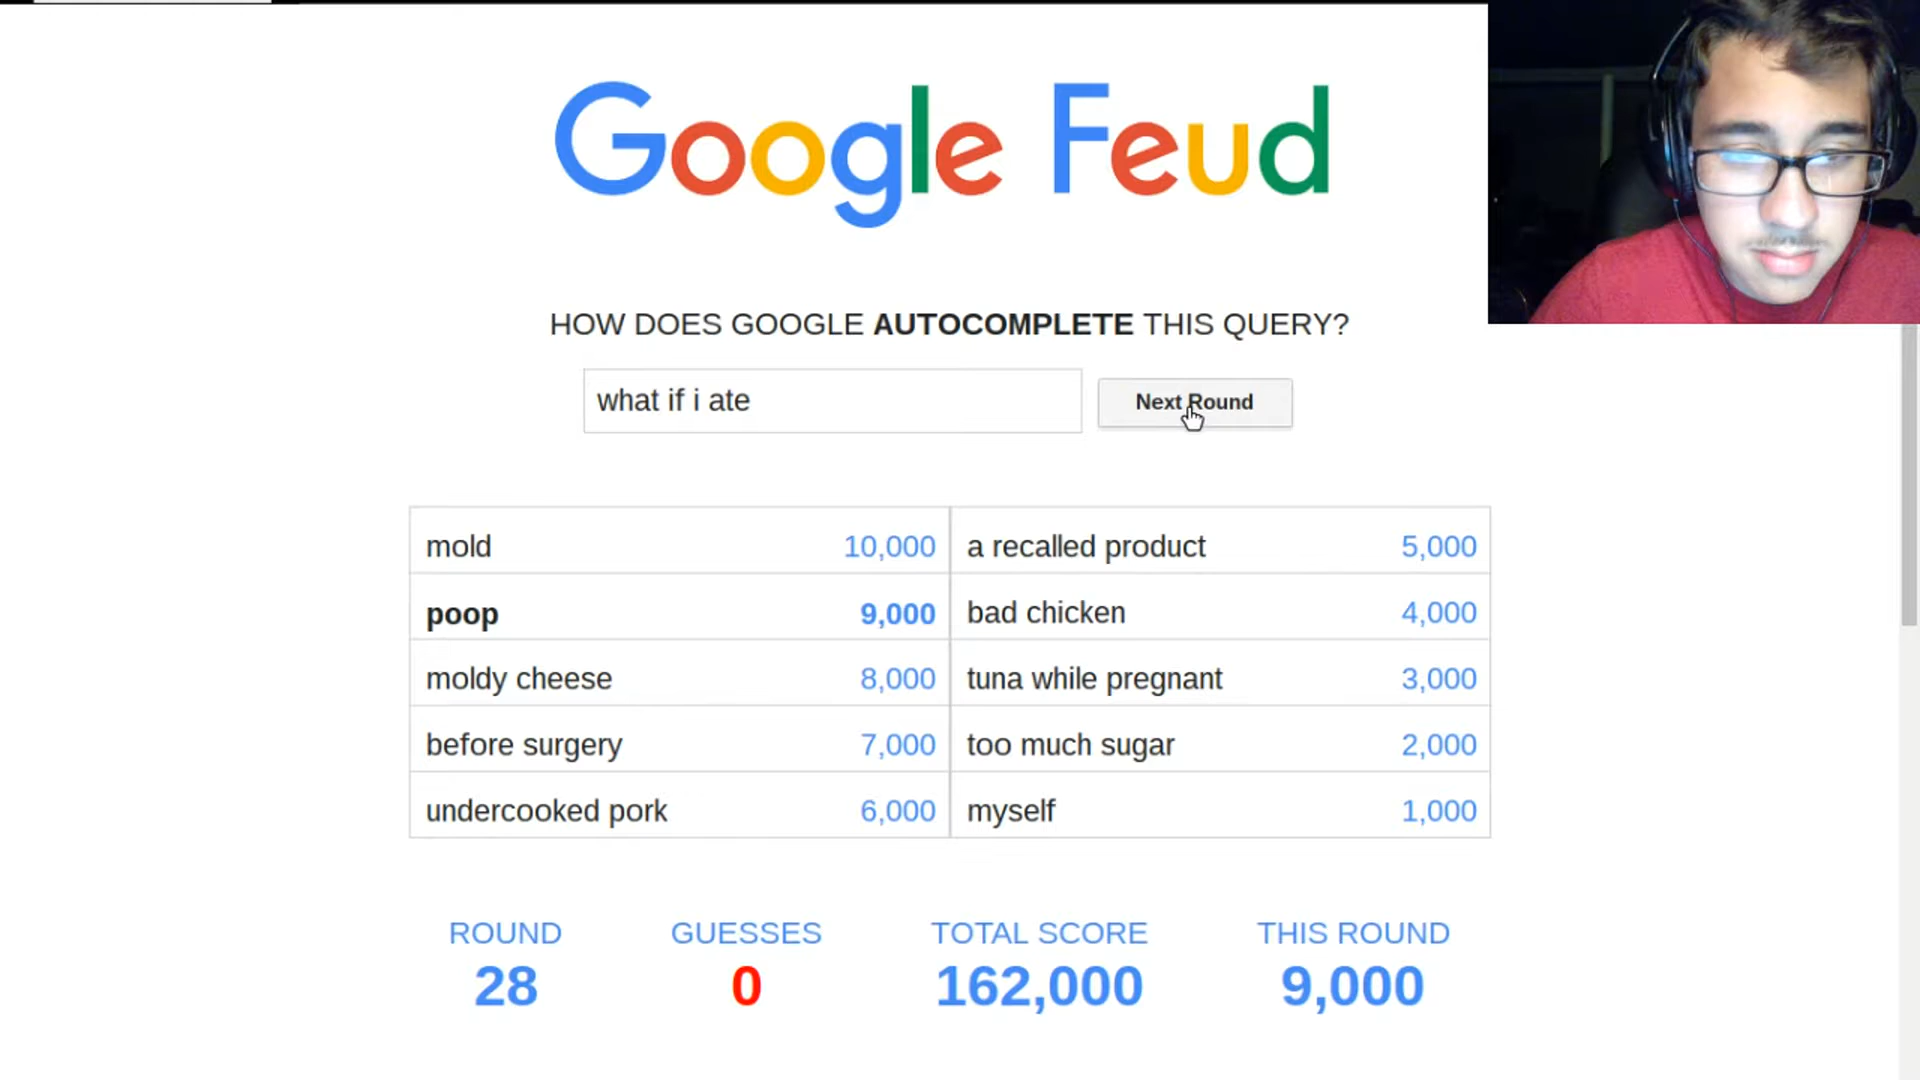 Google Feud
HOW DOES GOOGLE AUTOCOMPLETE THIS QUERY?
what if i ate
Next Round
mold 10,000
poop 9,000
moldy cheese 8,000
before surgery 7,000
undercooked pork 6,000
a recalled product 5,000
bad chicken 4,000
tuna while pregnant 3,000
too much sugar 2,000
myself 1,000
ROUND
28
GUESSES
0
TOTAL SCORE
162,000
THIS ROUND
9,000